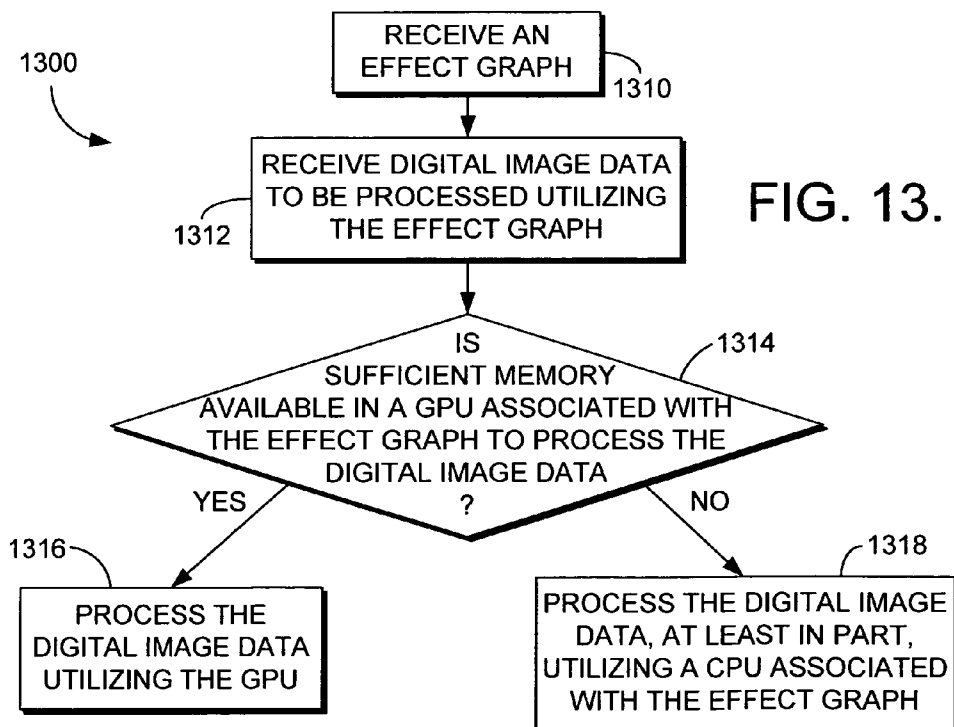 RECEIVE AN
EFFECT GRAPH
1310
1300
RECEIVE DIGITAL IMAGE DATA
TO BE PROCESSED UTILIZING
THE EFFECT GRAPH
1312
FIG. 13.
IS
SUFFICIENT MEMORY
AVAILABLE IN A GPU ASSOCIATED WITH
THE EFFECT GRAPH TO PROCESS THE
DIGITAL IMAGE DATA
?
1314
YES
NO
1316
PROCESS THE
DIGITAL IMAGE DATA
UTILIZING THE GPU
1318
PROCESS THE DIGITAL IMAGE
DATA, AT LEAST IN PART,
UTILIZING A CPU ASSOCIATED
WITH THE EFFECT GRAPH